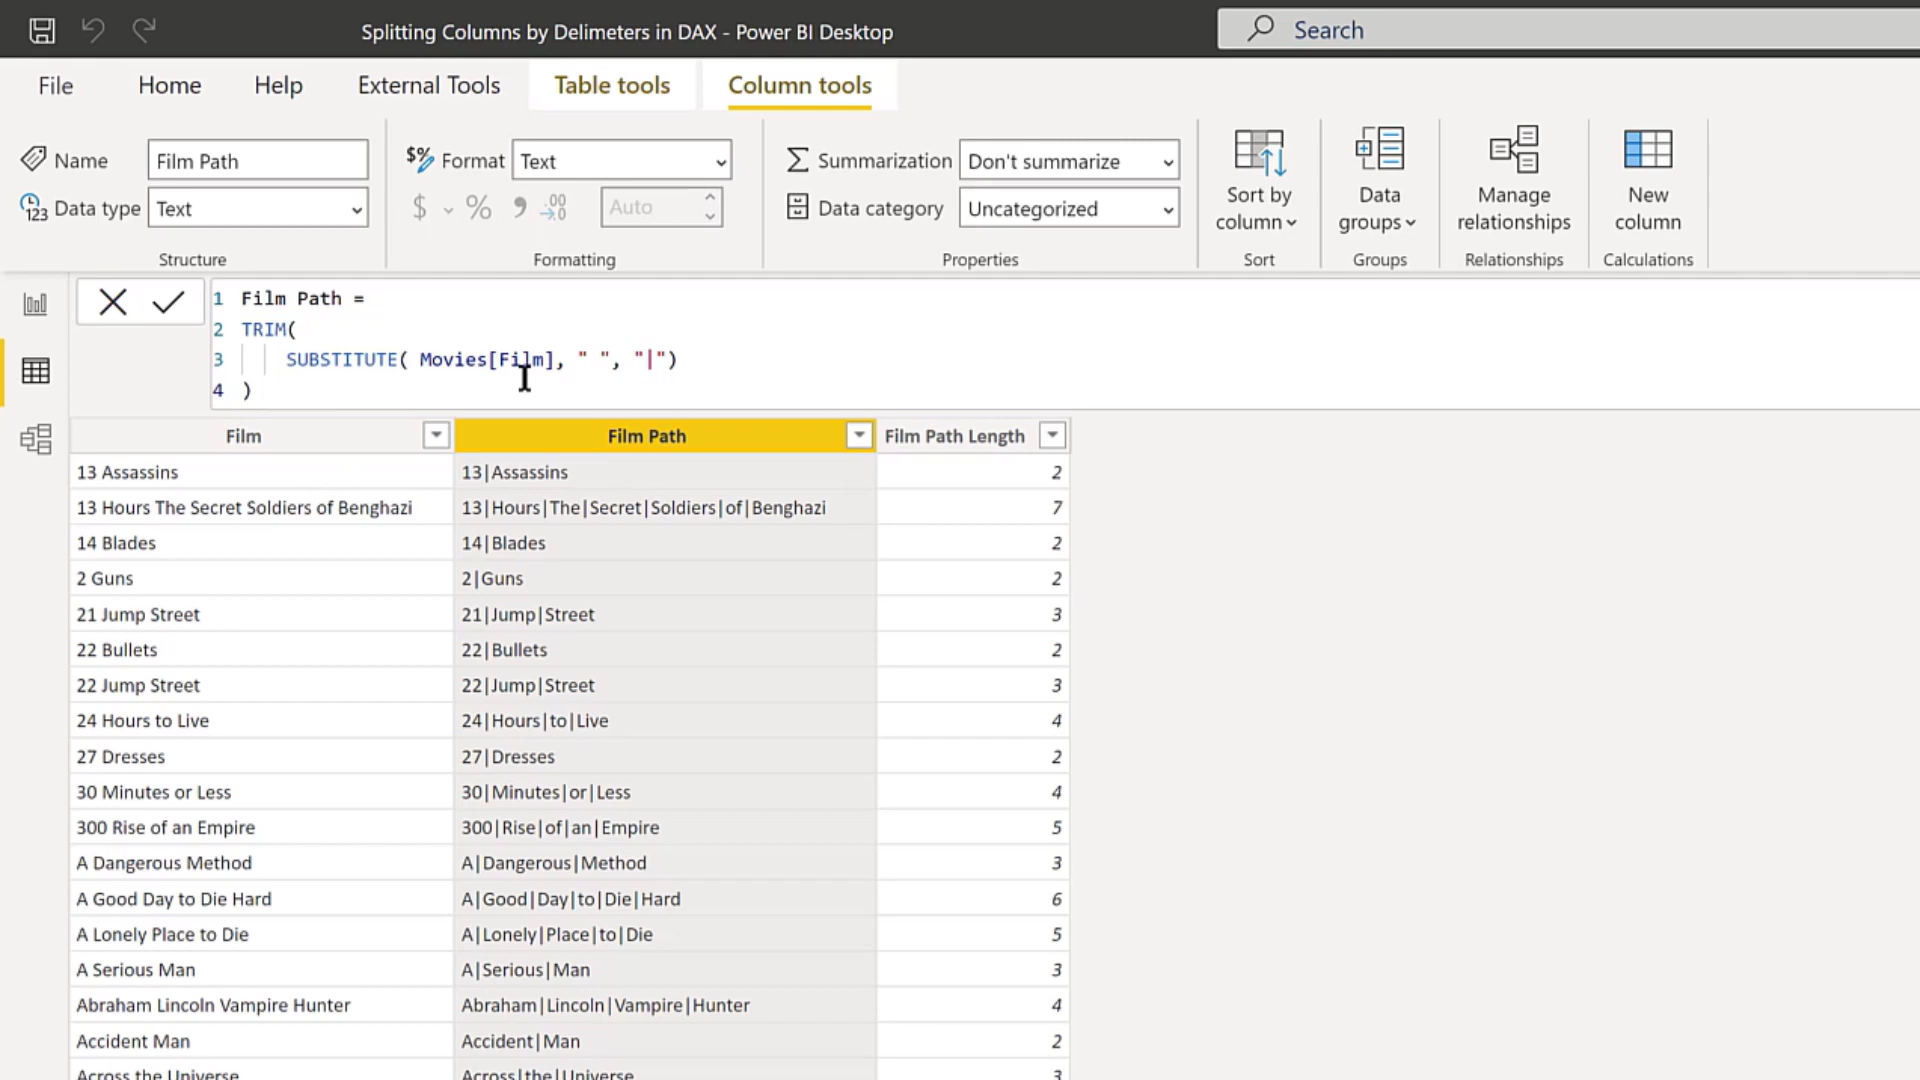 Splitting Columns by Delimeters in DAX - Power BI Desktop
Search
File Home Help External Tools Table tools Column tools
Name Film Path
Data type Text
Structure
Format Text
$ % 9 .00 Auto
Formatting
Summarization Don't summarize
Data category Uncategorized
Properties
Sort by
column
Sort
Data
groups
Groups
Manage
relationships
Relationships
New
column
Calculations
1 Film Path =
2 TRIM(
3 SUBSTITUTE( Movies[Film], " ", "|")
4 )
Film Film Path Film Path Length
13 Assassins 13|Assassins 2
13 Hours The Secret Soldiers of Benghazi 13|Hours|The|Secret|Soldiers|of|Benghazi 7
14 Blades 14|Blades 2
2 Guns 2|Guns 2
21 Jump Street 21|Jump|Street 3
22 Bullets 22|Bullets 2
22 Jump Street 22|Jump|Street 3
24 Hours to Live 24|Hours|to|Live 4
27 Dresses 27|Dresses 2
30 Minutes or Less 30|Minutes|or|Less 4
300 Rise of an Empire 300|Rise|of|an|Empire 5
A Dangerous Method A|Dangerous|Method 3
A Good Day to Die Hard A|Good|Day|to|Die|Hard 6
A Lonely Place to Die A|Lonely|Place|to|Die 5
A Serious Man A|Serious|Man 3
Abraham Lincoln Vampire Hunter Abraham|Lincoln|Vampire|Hunter 4
Accident Man Accident|Man 2
Across the Universe Across|the|Universe 3